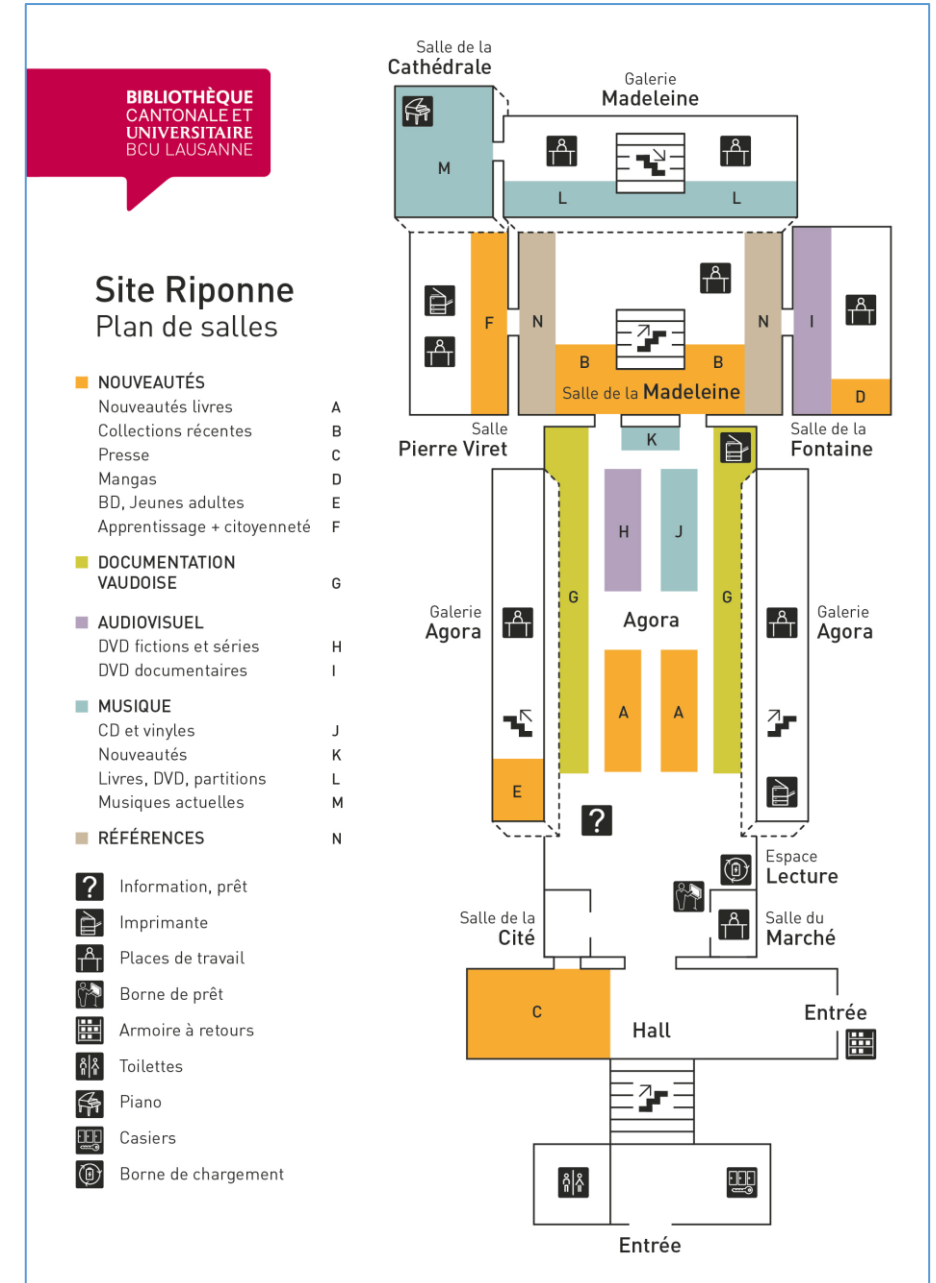 BIBLIOTHÈQUE
CANTONALE ET
UNIVERSITAIRE
BCU LAUSANNE
Site Riponne
Plan de salles
NOUVEAUTÉS
Nouveautés livres A
Collections récentes B
Presse C
Mangas D
BD, Jeunes adultes E
Apprentissage + citoyenneté F
DOCUMENTATION
VAUDOISE G
AUDIOVISUEL
DVD fictions et séries H
DVD documentaires I
MUSIQUE
CD et vinyles J
Nouveautés K
Livres, DVD, partitions L
Musiques actuelles M
RÉFÉRENCES N
? Information, prêt
Imprimante
Places de travail
Borne de prêt
Armoire à retours
Toilettes
Piano
Casiers
Borne de chargement
Salle de la
Cathédrale
Galerie
Madeleine
M
L L
F N N I
B B
Salle de la Madeleine
D
Salle
Pierre Viret
K
Salle de la
Fontaine
H J
G G
Galerie
Agora
Agora
Galerie
Agora
A A
E
?
Espace
Lecture
Salle de la
Cité
Salle du
Marché
C
Hall
Entrée
Entrée